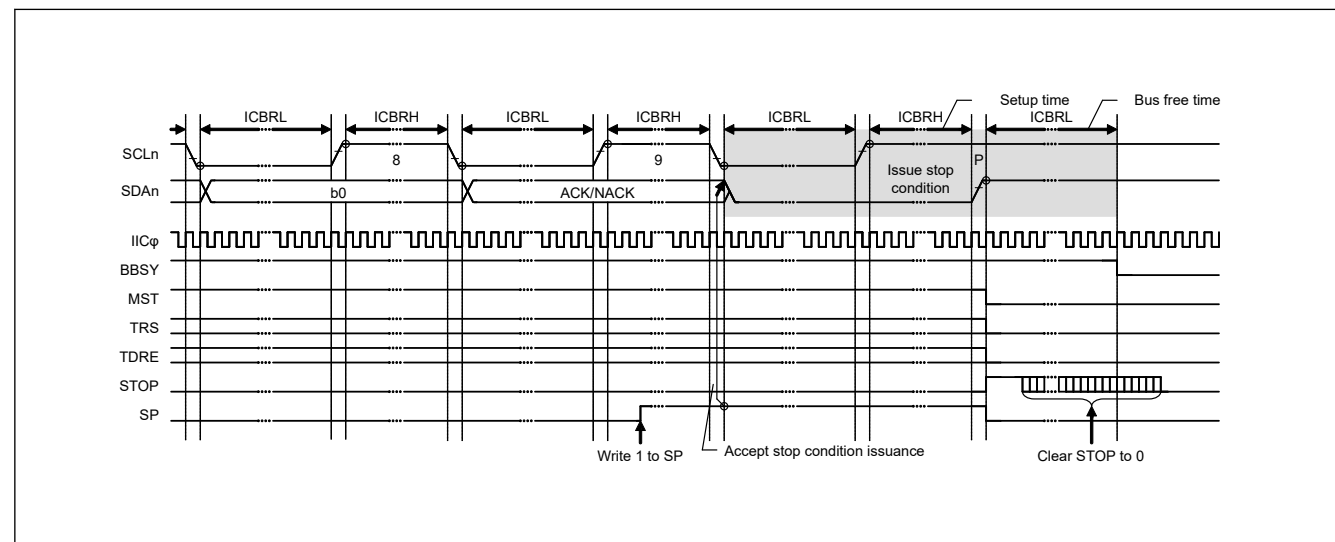 Setup time
Bus free time
ICBRL ICBRH ICBRL ICBRH ICBRL ICBRH ICBRL
SCLn 8 9 P
Issue stop
condition
SDAn b0 ACK/NACK
IICφ
BBSY
MST
TRS
TDRE
STOP
SP
Write 1 to SP
Accept stop condition issuance
Clear STOP to 0